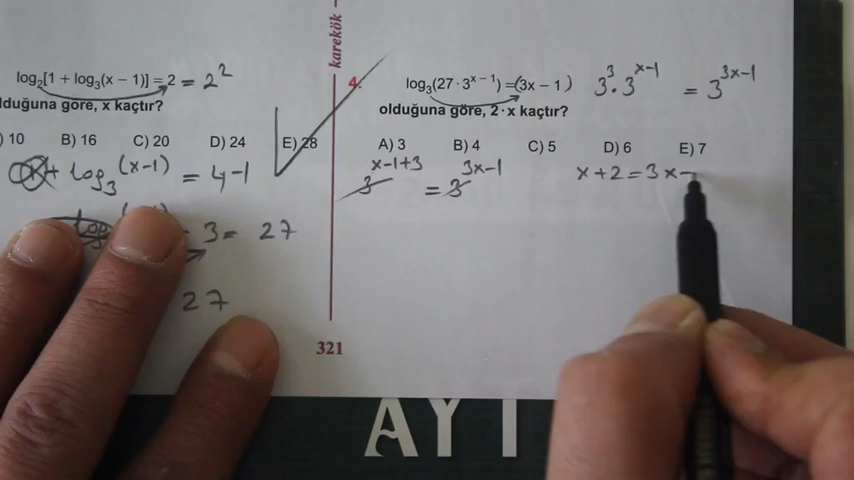 log₂[1 + log₃(x − 1)] = 2 = 2²
lduğuna göre, x kaçtır?
) 10 B) 16 C) 20 D) 24 E) 28
+ log₃(x-1) = 4-1
= 3 = 27
27
karekök
4.
log₃(27 · 3ˣ⁻¹) = (3x − 1) 3³·3ˣ⁻¹ = 3³ˣ⁻¹
olduğuna göre, 2 · x kaçtır?
A) 3 B) 4 C) 5 D) 6 E) 7
3ˣ⁻¹⁺³ = 3³ˣ⁻¹ x+2=3x-
321
AYT